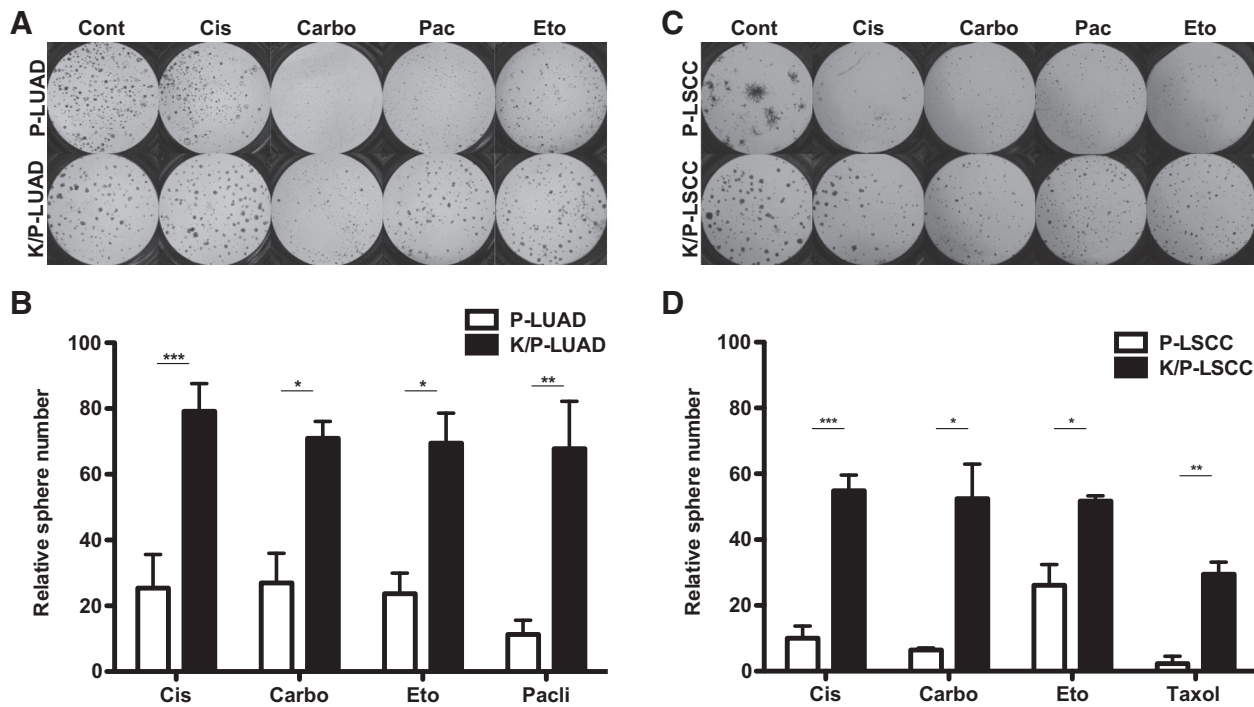 A
Cont Cis Carbo Pac Eto
P-LUAD
K/P-LUAD
B
P-LUAD
K/P-LUAD
Relative sphere number
100
80
60
40
20
0
***
*
*
**
Cis Carbo Eto Pacli
C
Cont Cis Carbo Pac Eto
P-LSCC
K/P-LSCC
D
P-LSCC
K/P-LSCC
Relative sphere number
100
80
60
40
20
0
***
*
*
**
Cis Carbo Eto Taxol